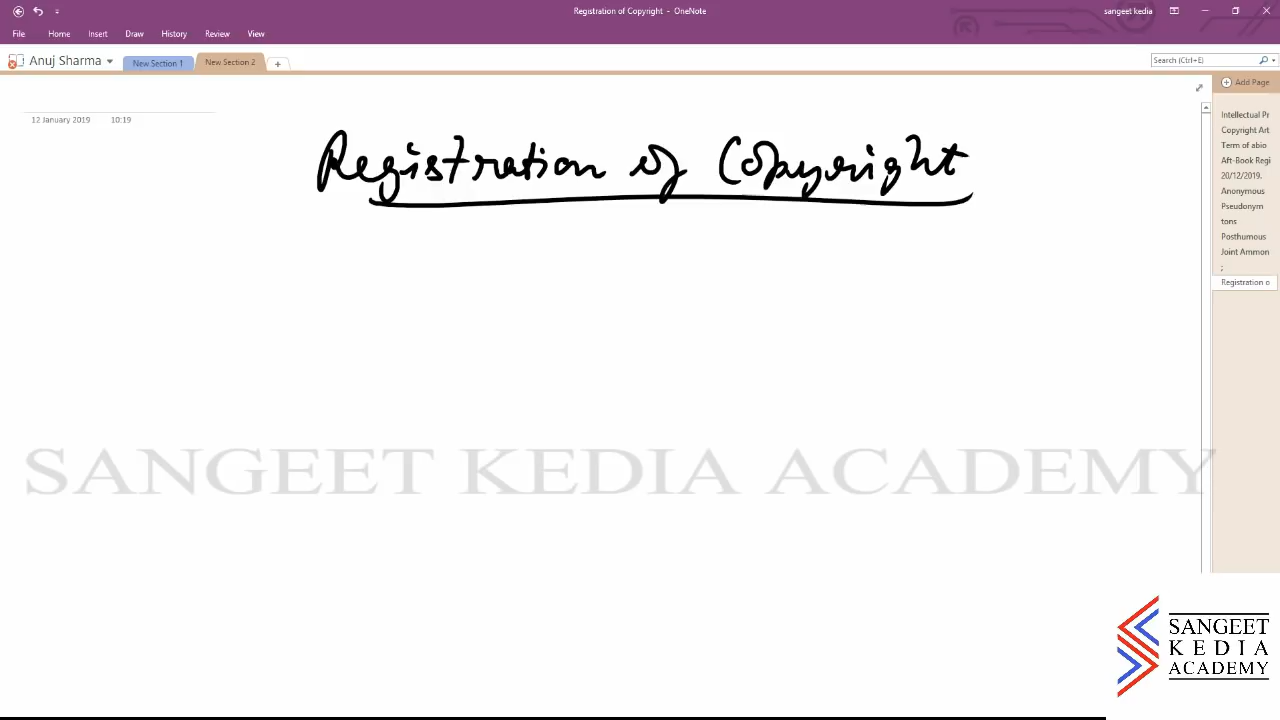 Registration of Copyright - OneNote
sangeet kedia
File Home Insert Draw History Review View
Anuj Sharma
New Section 1
New Section 2
Search (Ctrl+E)
Add Page
12 January 2019 10:19
Registration of Copyright
Intellectual Pr
Copyright Art
Term of abio
Aft-Book Regi
20/12/2019.
Anonymous
Pseudonym
tons
Posthumous
Joint Ammon
;
Registration o
SANGEET KEDIA ACADEMY
SANGEET
KEDIA
ACADEMY